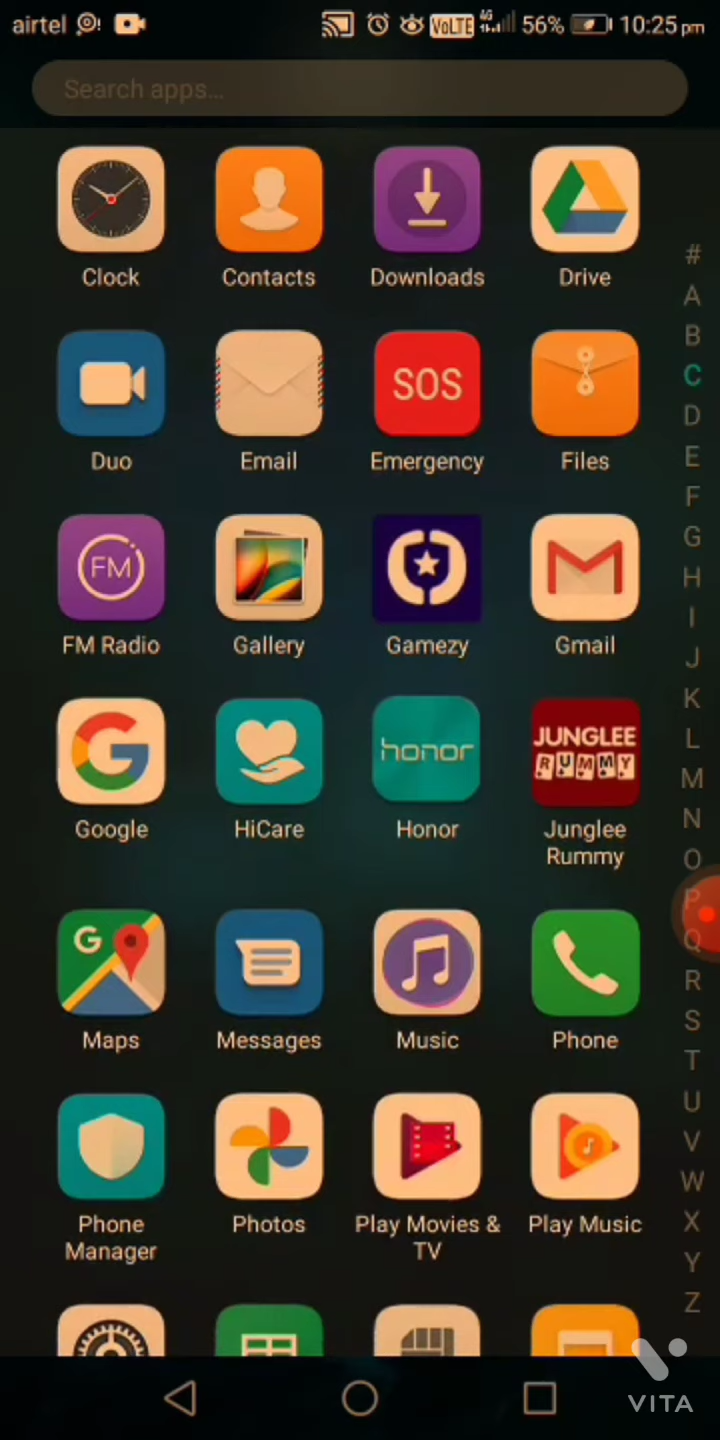 airtel VoLTE 4G 56% 10:25 pm
Search apps...
Clock Contacts Downloads Drive
#
A
B
SOS
C
Duo Email Emergency Files
D
E
F
FM
G
H
FM Radio Gallery Gamezy Gmail
I
J
K
JUNGLEE
RUMMY
honor
L
M
Google HiCare Honor Junglee Rummy
N
O
P
G
Q
R
Maps Messages Music Phone
S
T
U
V
W
Phone Manager Photos Play Movies & TV Play Music
X
Y
Z
VITA